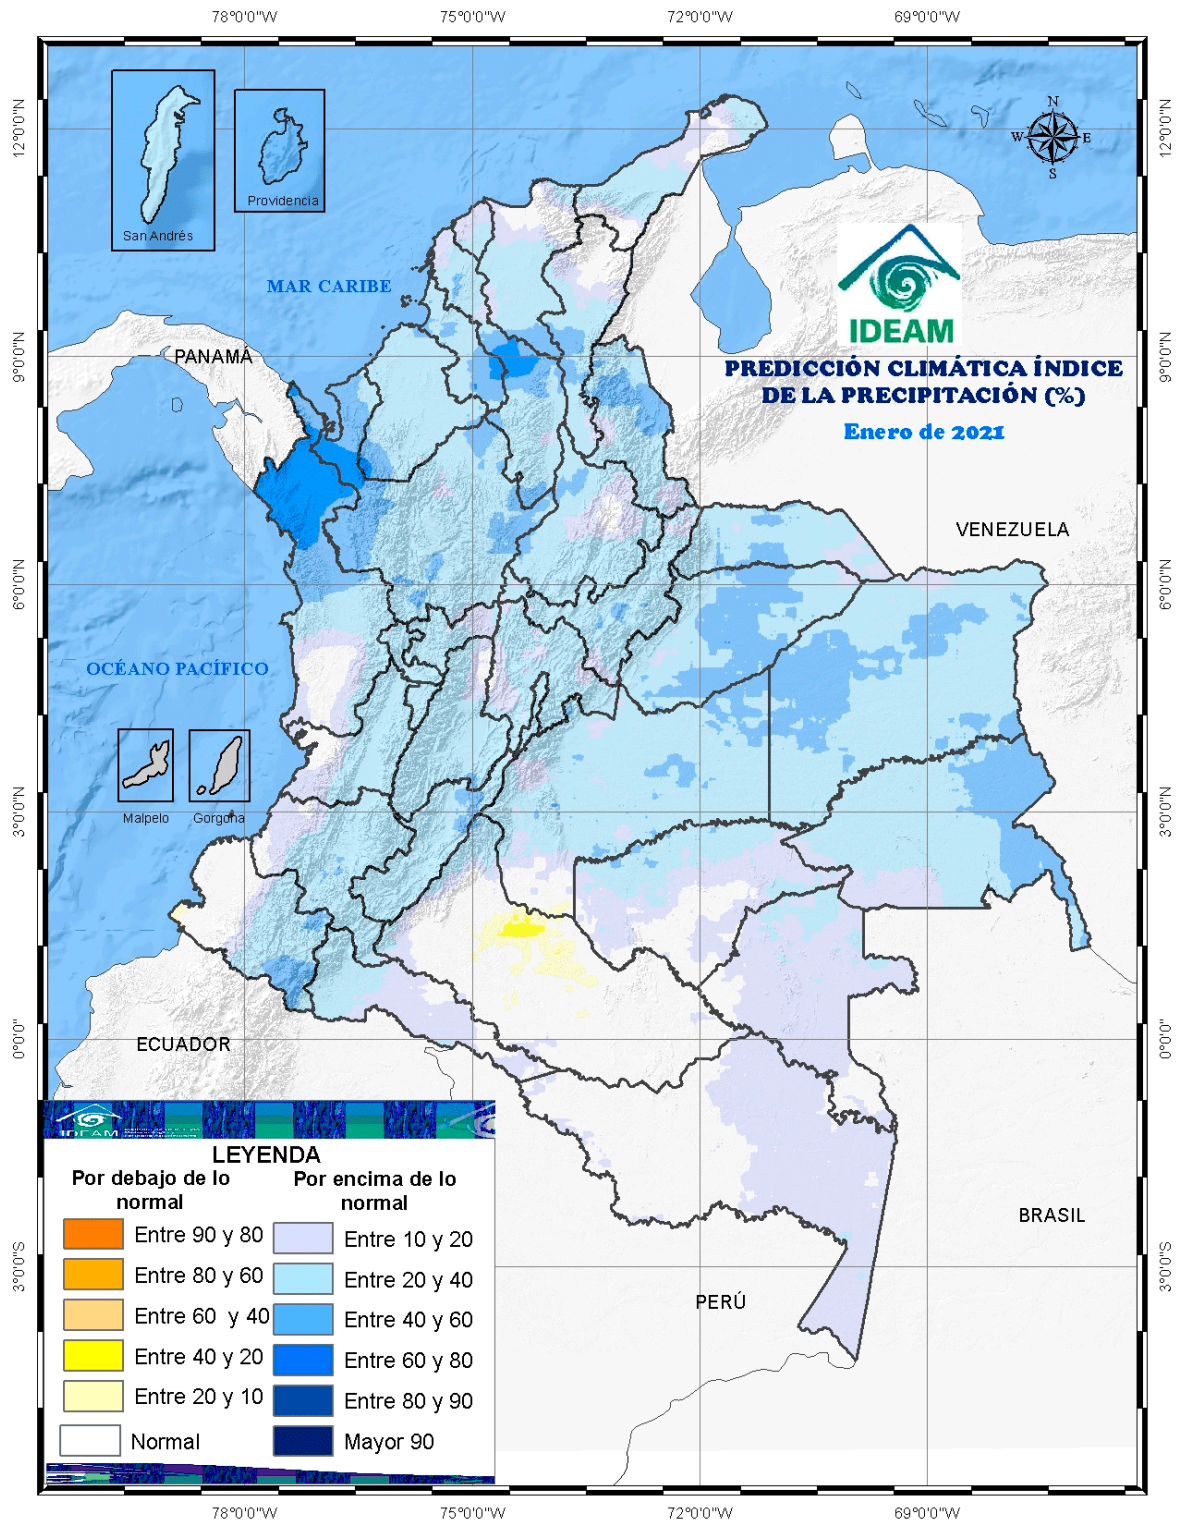 78°0'0"W
75°0'0"W
72°0'0"W
69°0'0"W
12°0'0"N
12°0'0"N
N
W
E
S
Providencia
San Andrés
MAR CARIBE
IDEAM
PREDICCIÓN CLIMÁTICA ÍNDICE
DE LA PRECIPITACIÓN (%)
Enero de 2021
9°0'0"N
9°0'0"N
PANAMÁ
VENEZUELA
6°0'0"N
6°0'0"N
OCÉANO PACÍFICO
Malpelo
Gorgona
3°0'0"N
3°0'0"N
ECUADOR
0°0'0"
0°0'0"
IDEAM
LEYENDA
Por debajo de lo
normal
Entre 90 y 80
Entre 80 y 60
Entre 60 y 40
Entre 40 y 20
Entre 20 y 10
Normal
Por encima de lo
normal
Entre 10 y 20
Entre 20 y 40
Entre 40 y 60
Entre 60 y 80
Entre 80 y 90
Mayor 90
BRASIL
PERÚ
3°0'0"S
3°0'0"S
78°0'0"W
75°0'0"W
72°0'0"W
69°0'0"W